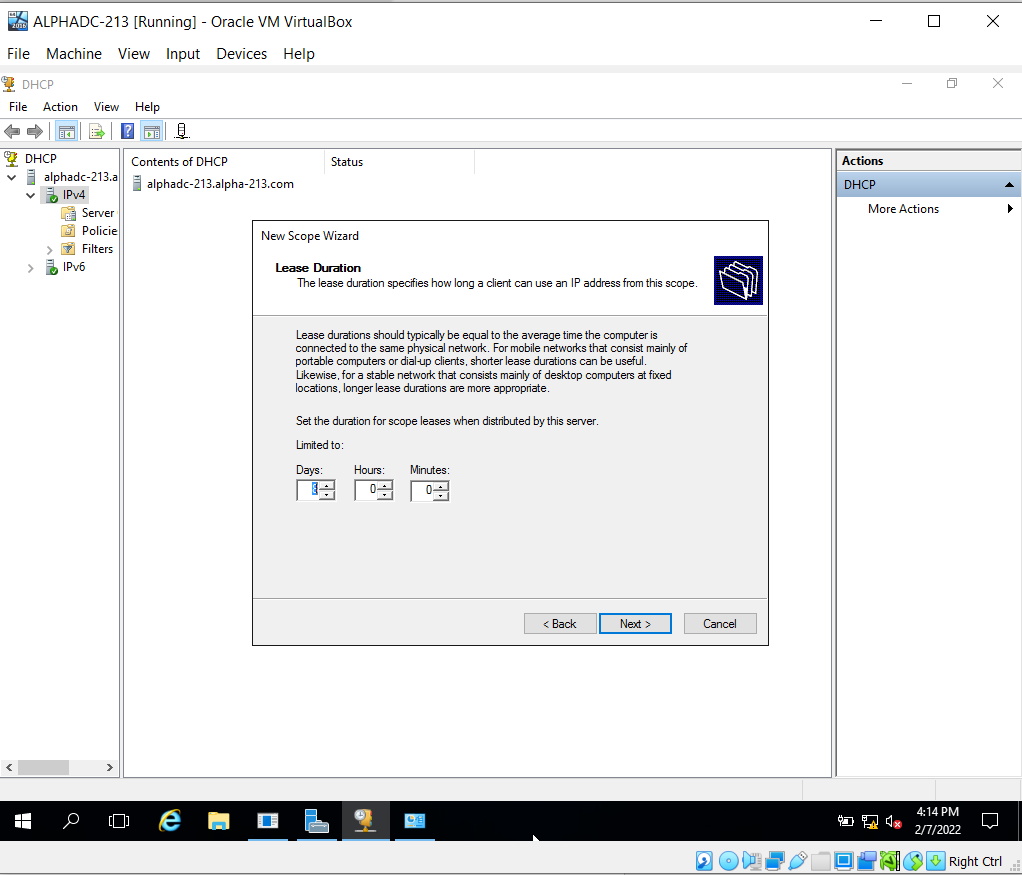 ALPHADC-213 [Running] - Oracle VM VirtualBox
File Machine View Input Devices Help
DHCP
File Action View Help
DHCP
alphadc-213.a
IPv4
Server
Policie
Filters
IPv6
Contents of DHCP Status
alphadc-213.alpha-213.com
Actions
DHCP
More Actions
New Scope Wizard
Lease Duration
The lease duration specifies how long a client can use an IP address from this scope.
Lease durations should typically be equal to the average time the computer is
connected to the same physical network. For mobile networks that consist mainly of
portable computers or dial-up clients, shorter lease durations can be useful.
Likewise, for a stable network that consists mainly of desktop computers at fixed
locations, longer lease durations are more appropriate.
Set the duration for scope leases when distributed by this server.
Limited to:
Days: Hours: Minutes:
0 0
< Back Next > Cancel
4:14 PM
2/7/2022
Right Ctrl